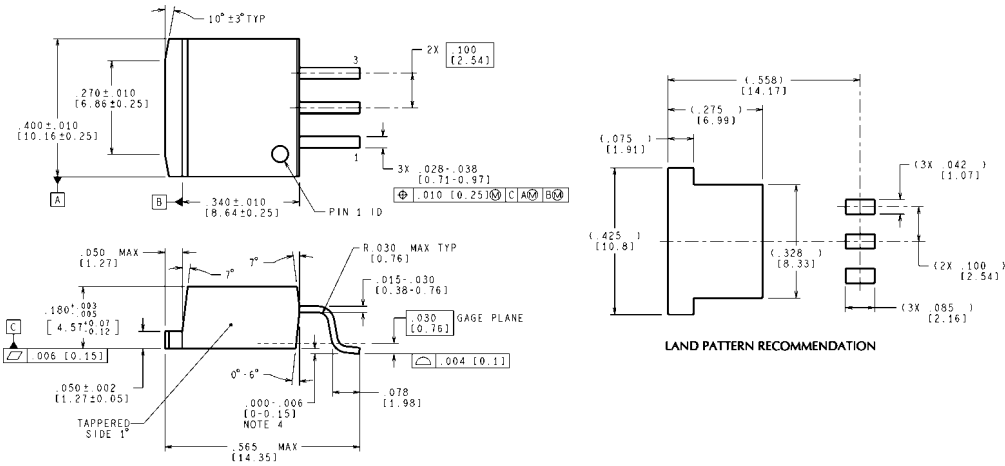 10° ±3° TYP
3
2X .100
[2.54]
.270±.010
[6.86±0.25]
.400±.010
[10.16±0.25]
1
3X .028-.038
[0.71-0.97]
⌖ .010 [0.25]Ⓜ C AⓂ BⓂ
A
B
.340±.010
[8.64±0.25]
PIN 1 ID
.050 MAX
[1.27]
7°
7°
R.030 MAX TYP
[0.76]
.015-.030
[0.38-0.76]
.180+.003
-.005
[4.57+0.07
-0.12]
.030
[0.76]
GAGE PLANE
C
⏥ .006 [0.15]
⌓ .004 [0.1]
0°-6°
.050±.002
[1.27±0.05]
.000-.006
[0-0.15]
NOTE 4
.078
[1.98]
TAPPERED
SIDE 1°
.565 MAX
[14.35]
(.558)
[14.17]
(.275)
[6.99]
(.075)
[1.91]
(3X .042)
[1.07]
(.425)
[10.8]
(.328)
[8.33]
(2X .100)
[2.54]
(3X .085)
[2.16]
LAND PATTERN RECOMMENDATION